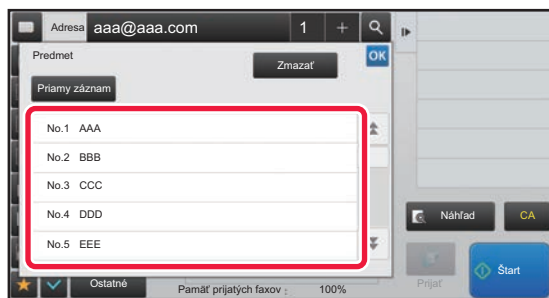 Adresa aaa@aaa.com 1 +
Predmet
Zmazať
OK
Priamy záznam
No.1 AAA
No.2 BBB
No.3 CCC
No.4 DDD
No.5 EEE
Náhľad
CA
Prijať
Štart
Ostatné
Pamäť prijatých faxov : 100%